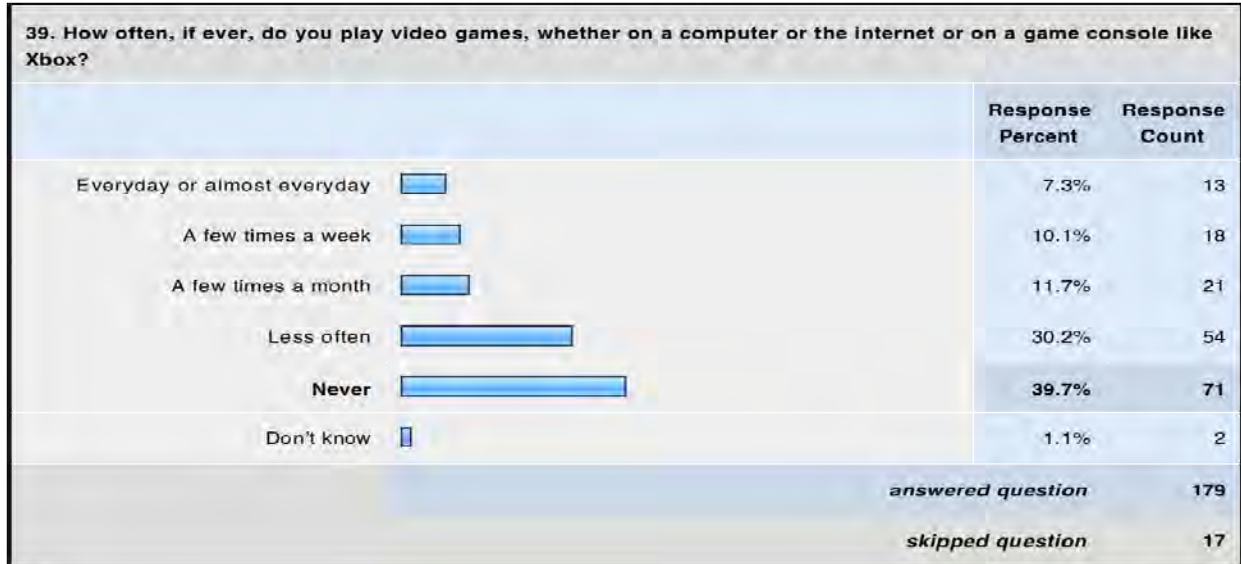 39. How often, if ever, do you play video games, whether on a computer or the internet or on a game console like
Xbox?
Response Percent Response Count
Everyday or almost everyday 7.3% 13
A few times a week 10.1% 18
A few times a month 11.7% 21
Less often 30.2% 54
Never 39.7% 71
Don't know 1.1% 2
answered question 179
skipped question 17